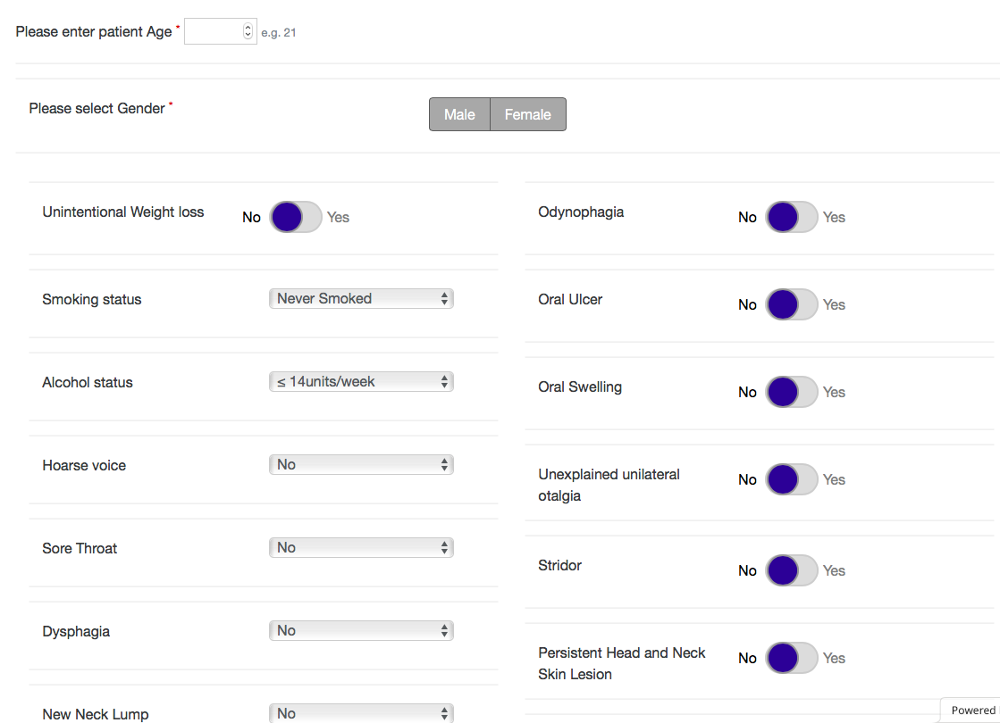 Please enter patient Age * e.g. 21
Please select Gender * Male Female
Unintentional Weight loss No Yes
Smoking status Never Smoked
Alcohol status ≤ 14units/week
Hoarse voice No
Sore Throat No
Dysphagia No
New Neck Lump No
Odynophagia No Yes
Oral Ulcer No Yes
Oral Swelling No Yes
Unexplained unilateral
otalgia No Yes
Stridor No Yes
Persistent Head and Neck
Skin Lesion No Yes
Powered